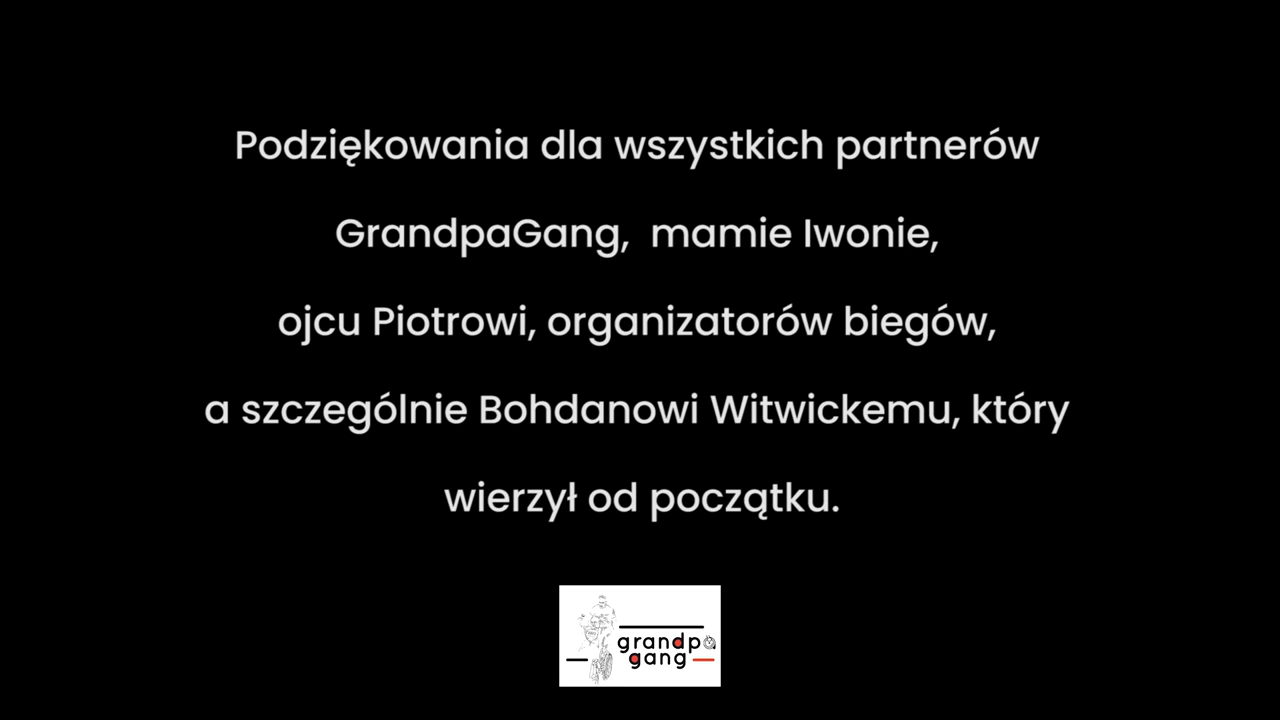 Podziękowania dla wszystkich partnerów
GrandpaGang, mamie Iwonie,
ojcu Piotrowi, organizatorów biegów,
a szczególnie Bohdanowi Witwickemu, który
wierzył od początku.
grandpa
gang